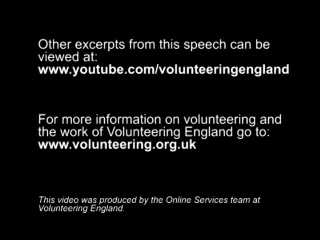 Other excerpts from this speech can be
viewed at:
www.youtube.com/volunteeringengland
For more information on volunteering and
the work of Volunteering England go to:
www.volunteering.org.uk
This video was produced by the Online Services team at
Volunteering England.